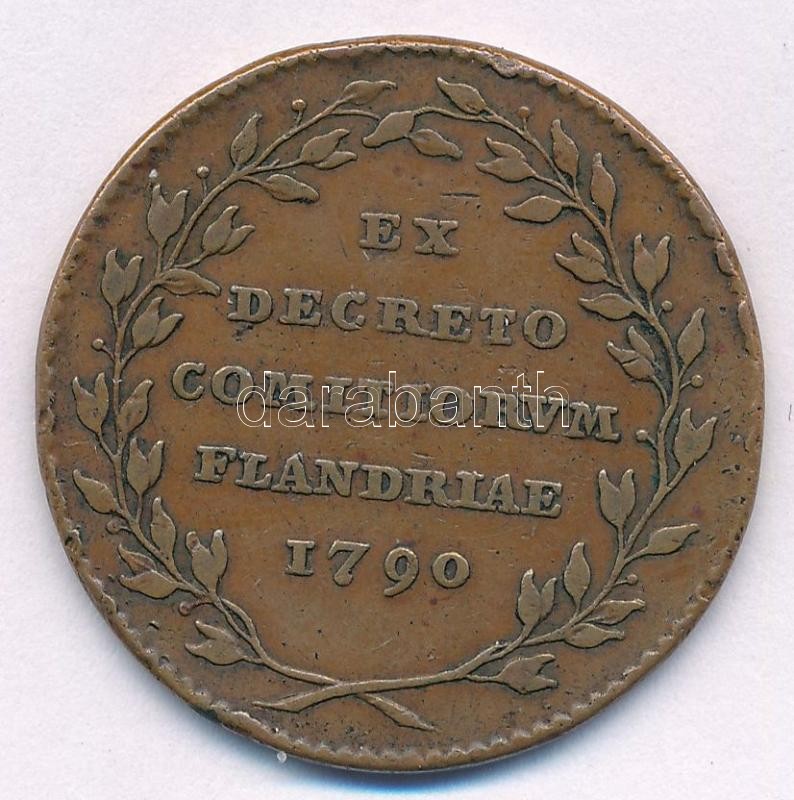 EX
DECRETO
COMITIORVM
darabanth
FLANDRIAE
1790